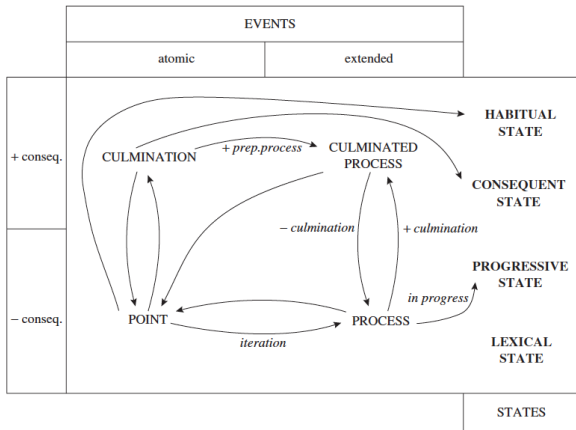 EVENTS
atomic
extended
HABITUAL
STATE
+ conseq.
CULMINATION
+ prep.process
CULMINATED
PROCESS
CONSEQUENT
STATE
– culmination
+ culmination
PROGRESSIVE
STATE
in progress
– conseq.
POINT
iteration
PROCESS
LEXICAL
STATE
STATES